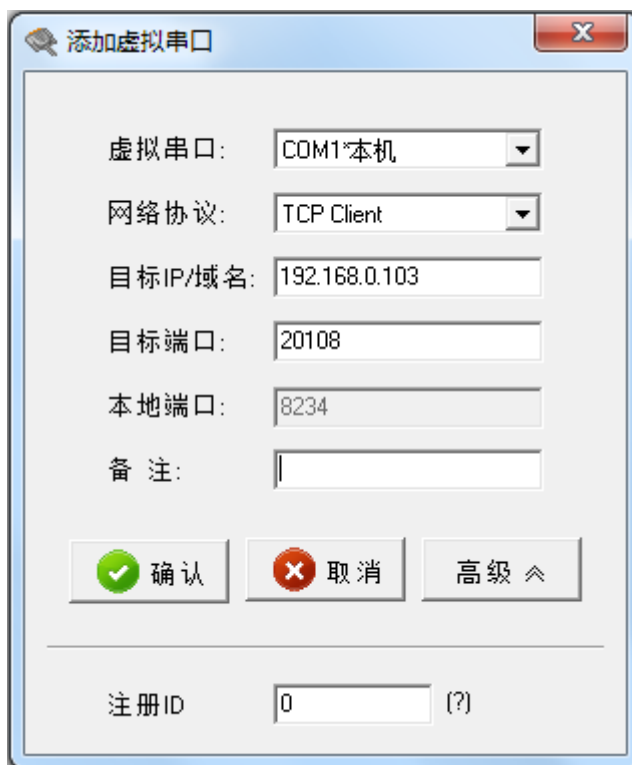 添加虚拟串口
虚拟串口: COM1*本机
网络协议: TCP Client
目标IP/域名: 192.168.0.103
目标端口: 20108
本地端口: 8234
备 注:
确认 取消 高级
注册ID 0 (?)